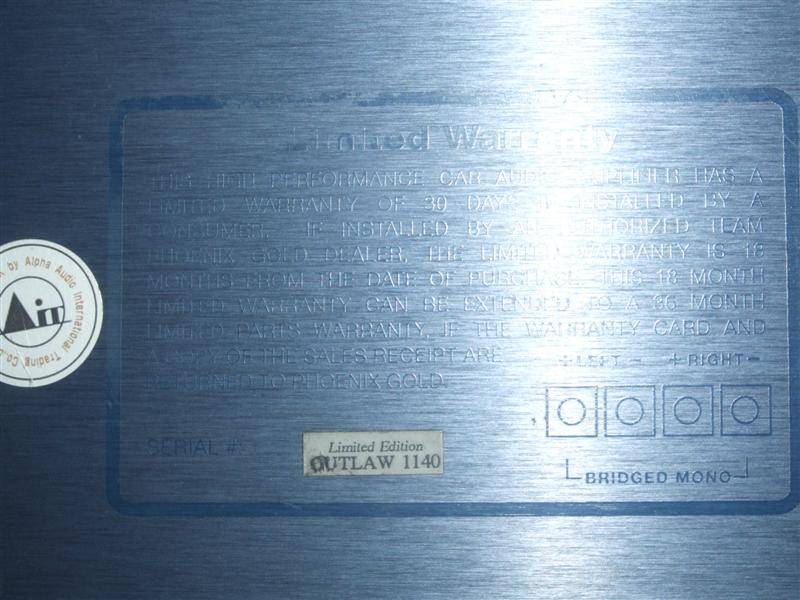 Limited Warranty
THIS HIGH PERFORMANCE CAR AUDIO AMPLIFIER HAS A
LIMITED WARRANTY OF 30 DAYS IF INSTALLED BY A
CONSUMER. IF INSTALLED BY AN AUTHORIZED TEAM
PHOENIX GOLD DEALER, THE LIMITED WARRANTY IS 18
MONTHS FROM THE DATE OF PURCHASE. THIS 18 MONTH
LIMITED WARRANTY CAN BE EXTENDED TO A 36 MONTH
LIMITED PARTS WARRANTY, IF THE WARRANTY CARD AND
A COPY OF THE SALES RECEIPT ARE
RETURNED TO PHOENIX GOLD.
+ LEFT - + RIGHT -
SERIAL #:
Limited Edition
OUTLAW 1140
BRIDGED MONO
by Alpha Audio International Trading Co.
Ait